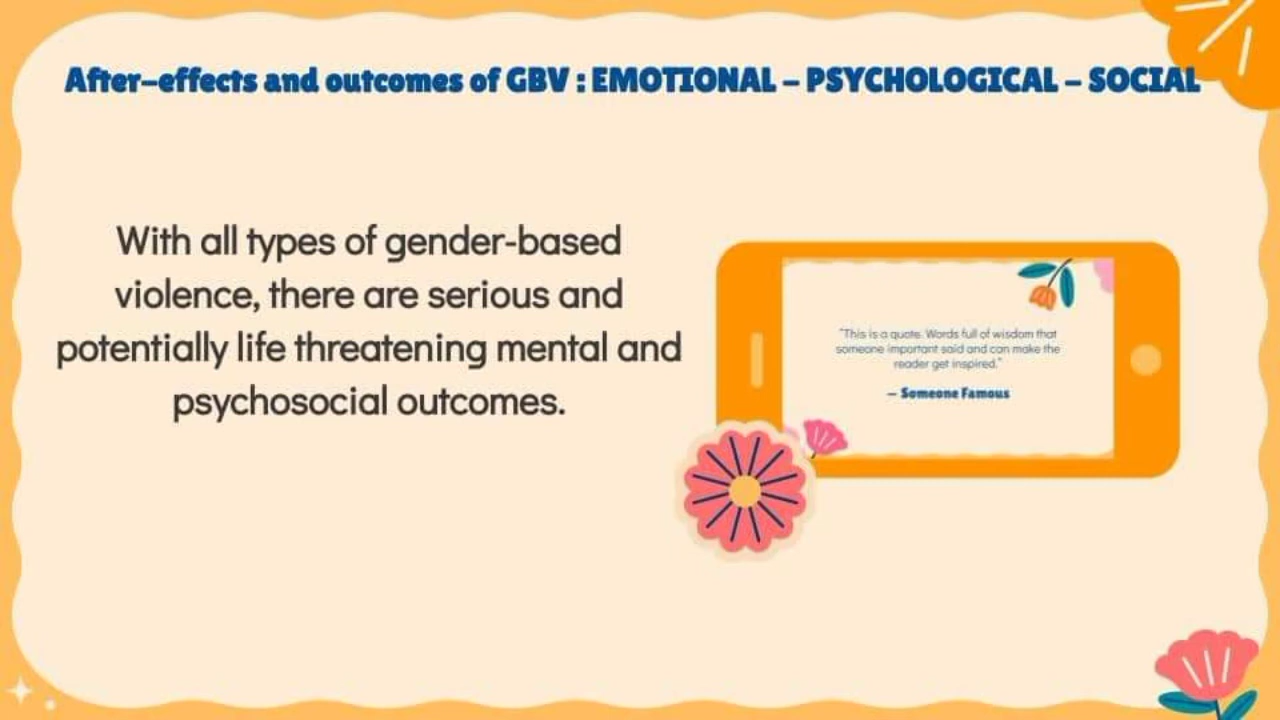 After-effects and outcomes of GBV : EMOTIONAL - PSYCHOLOGICAL - SOCIAL
With all types of gender-based
violence, there are serious and
potentially life threatening mental and
psychosocial outcomes.
"This is a quote. Words full of wisdom that
someone important said and can make the
reader get inspired."
— Someone Famous